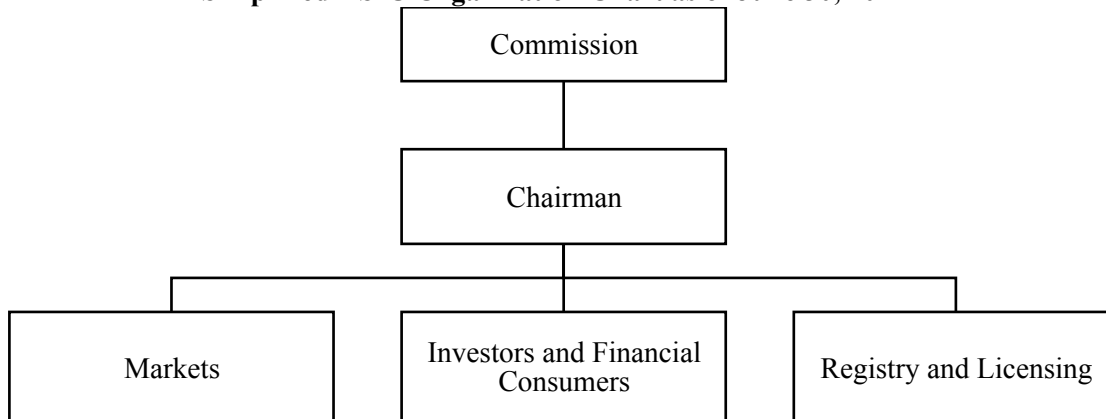 Commission
Chairman
Markets
Investors and Financial
Consumers
Registry and Licensing